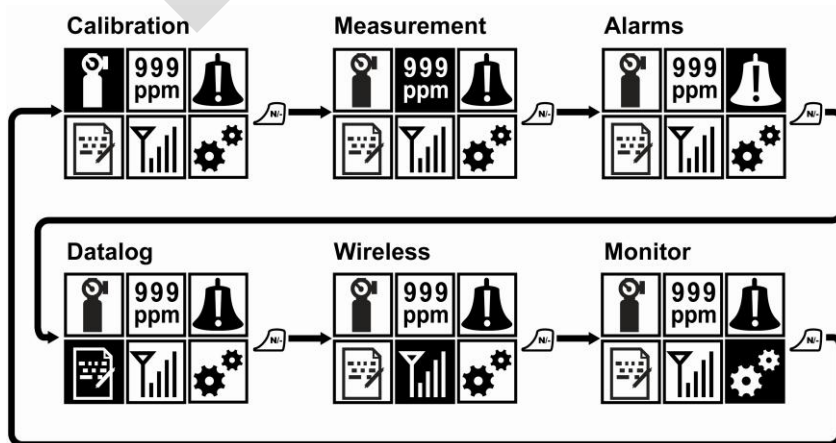 Calibration Measurement Alarms
999 999 999
ppm ppm ppm
N/- N/- N/-
Datalog Wireless Monitor
999 999 999
ppm ppm ppm
N/- N/- N/-